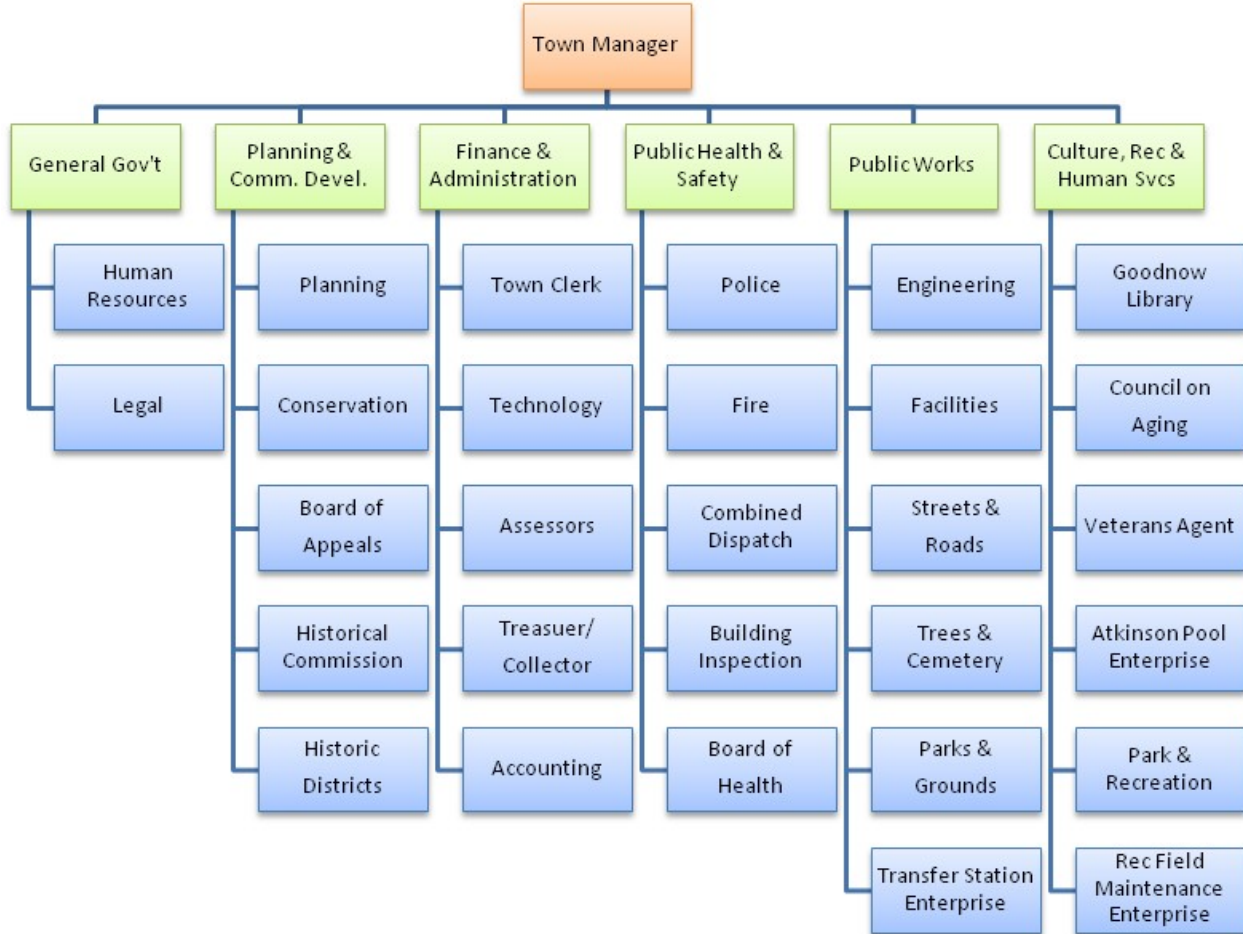 Town Manager
General Gov't
Planning &
Comm. Devel.
Finance &
Administration
Public Health &
Safety
Public Works
Culture, Rec &
Human Svcs
Human
Resources
Legal
Planning
Conservation
Board of
Appeals
Historical
Commission
Historic
Districts
Town Clerk
Technology
Assessors
Treasuer/
Collector
Accounting
Police
Fire
Combined
Dispatch
Building
Inspection
Board of
Health
Engineering
Facilities
Streets &
Roads
Trees &
Cemetery
Parks &
Grounds
Transfer Station
Enterprise
Goodnow
Library
Council on
Aging
Veterans Agent
Atkinson Pool
Enterprise
Park &
Recreation
Rec Field
Maintenance
Enterprise